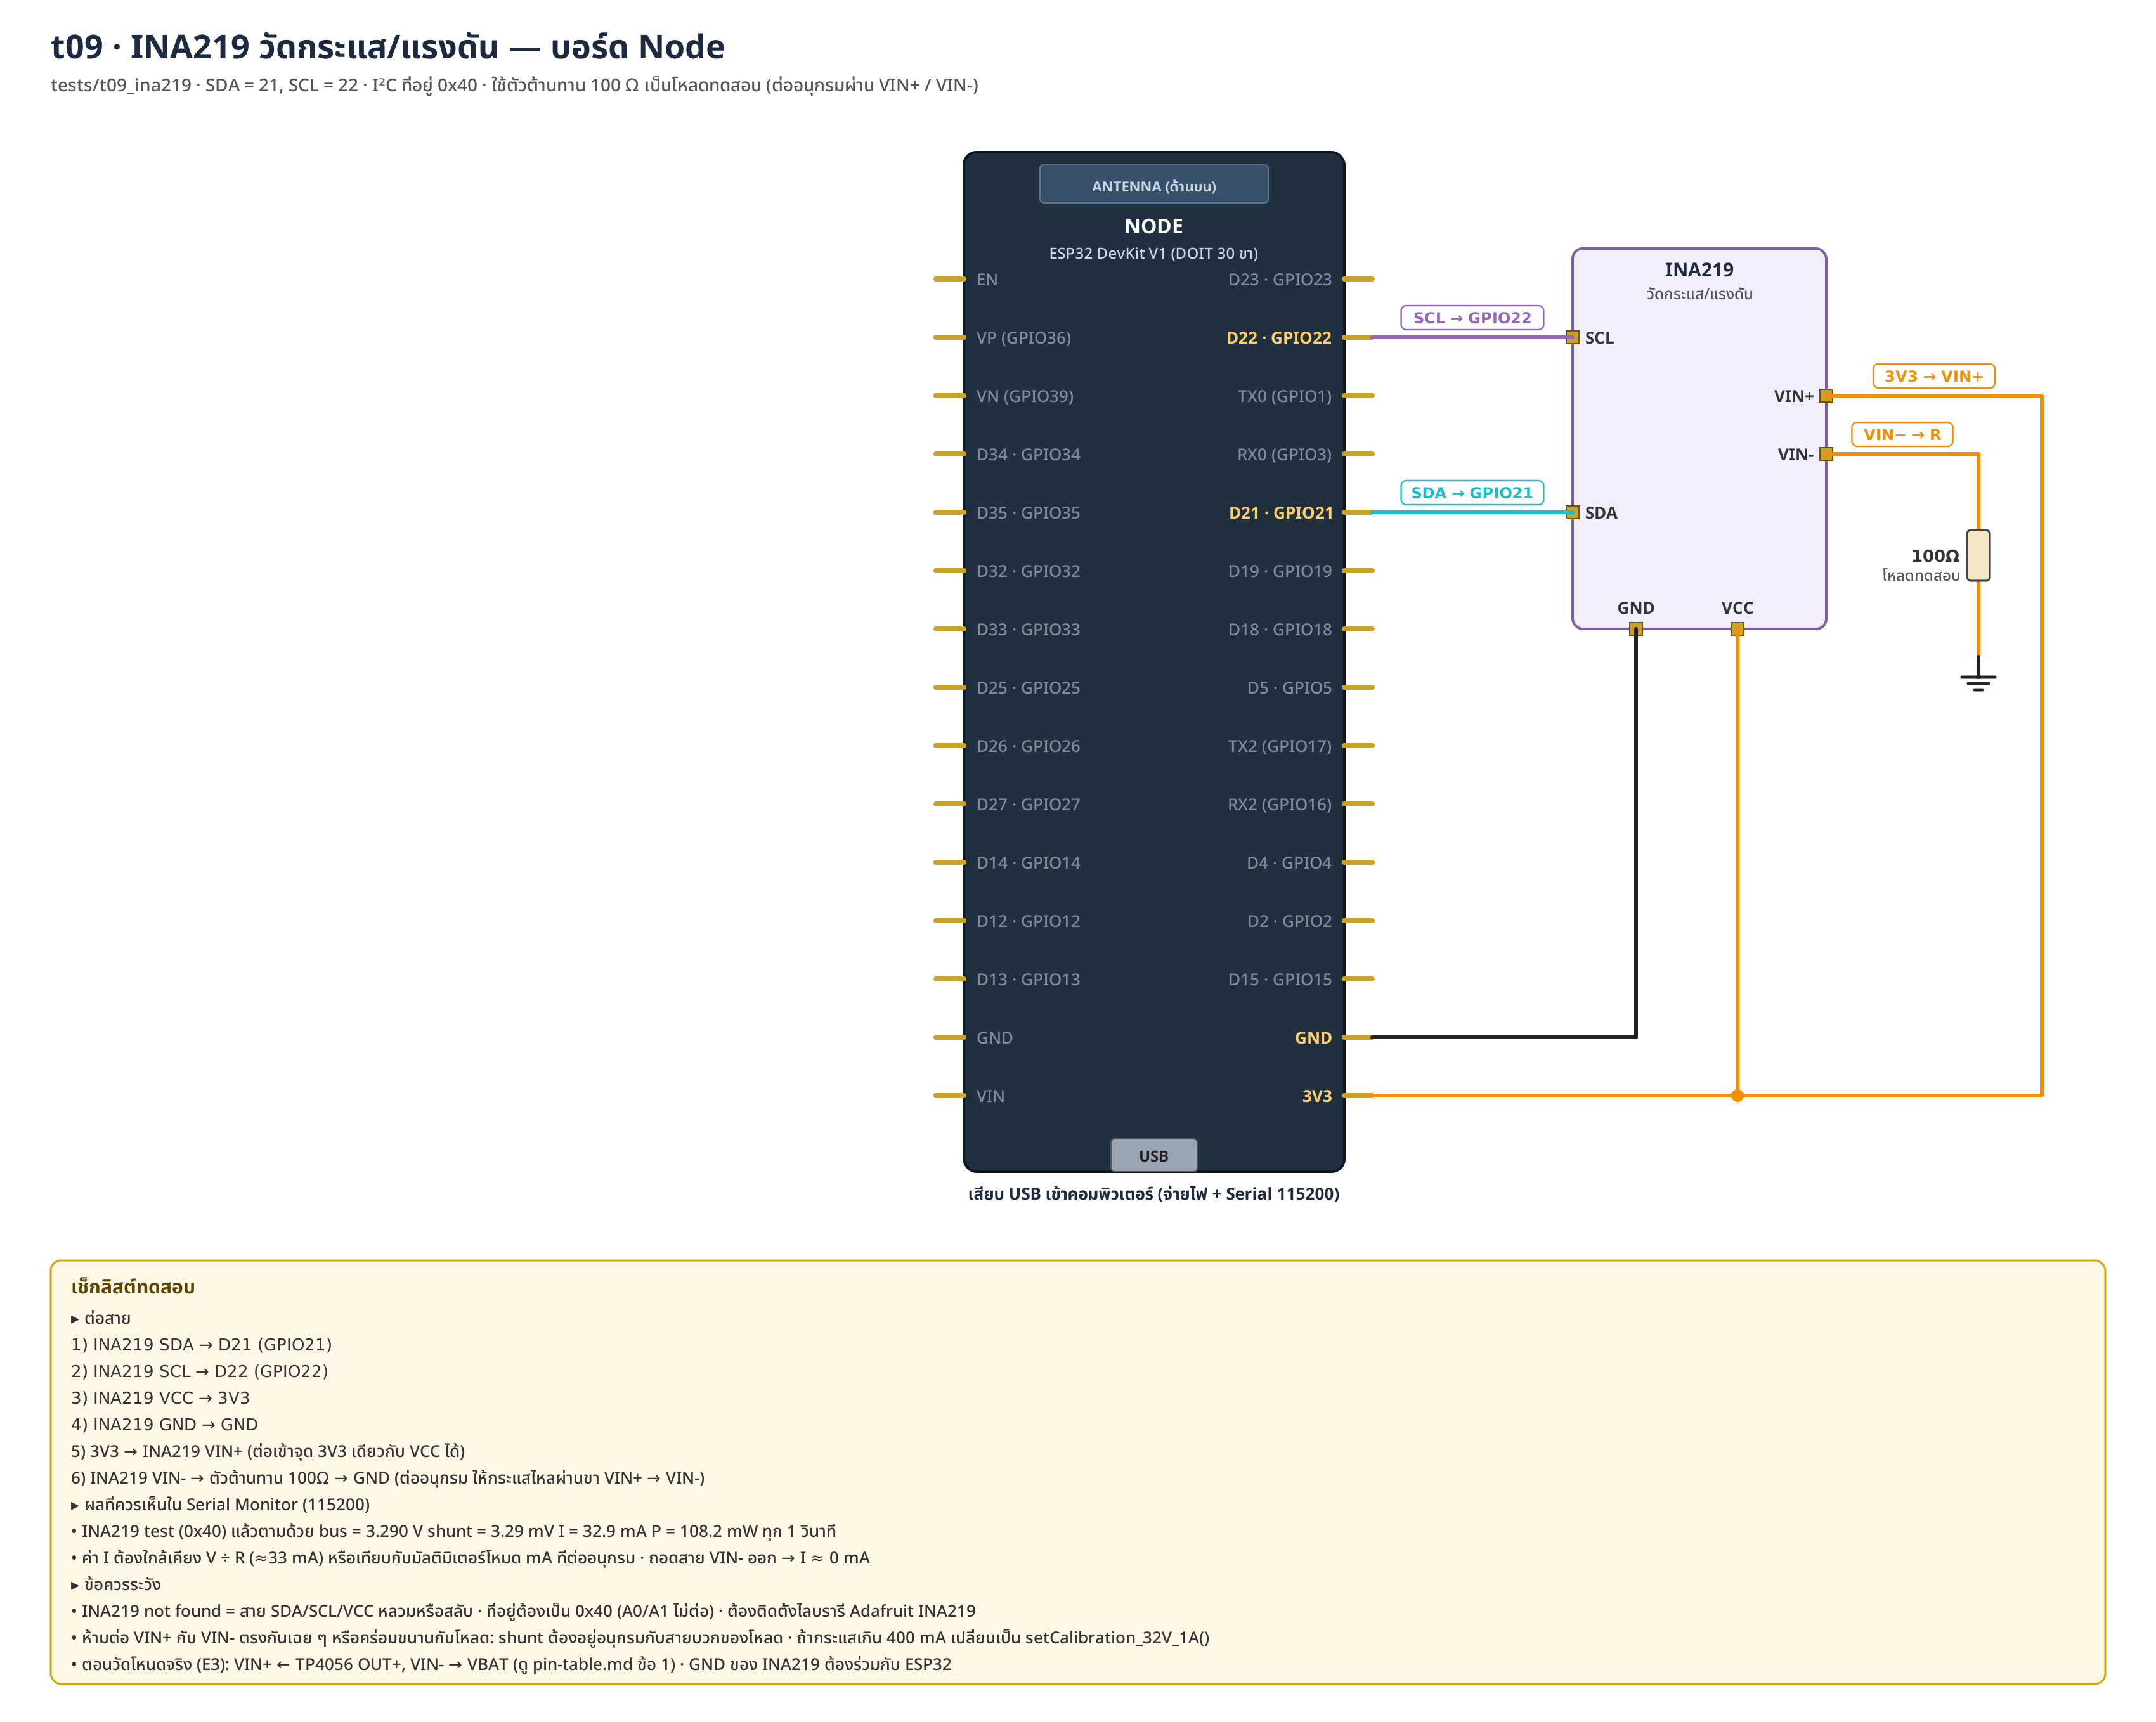 t09 · INA219 วัดกระแส/แรงดัน — บอร์ด Node
tests/t09_ina219 · SDA = 21, SCL = 22 · I²C ที่อยู่ 0x40 · ใช้ตัวต้านทาน 100 Ω เป็นโหลดทดสอบ (ต่ออนุกรมผ่าน VIN+ / VIN-)
ANTENNA (ด้านบน)
NODE
ESP32 DevKit V1 (DOIT 30 ขา)
EN
D23 · GPIO23
VP (GPIO36)
D22 · GPIO22
VN (GPIO39)
TX0 (GPIO1)
D34 · GPIO34
RX0 (GPIO3)
D35 · GPIO35
D21 · GPIO21
D32 · GPIO32
D19 · GPIO19
D33 · GPIO33
D18 · GPIO18
D25 · GPIO25
D5 · GPIO5
D26 · GPIO26
TX2 (GPIO17)
D27 · GPIO27
RX2 (GPIO16)
D14 · GPIO14
D4 · GPIO4
D12 · GPIO12
D2 · GPIO2
D13 · GPIO13
D15 · GPIO15
GND
GND
VIN
3V3
USB
เสียบ USB เข้าคอมพิวเตอร์ (จ่ายไฟ + Serial 115200)
SCL → GPIO22
SDA → GPIO21
INA219
วัดกระแส/แรงดัน
SCL
VIN+
VIN-
SDA
GND
VCC
3V3 → VIN+
VIN− → R
100Ω
โหลดทดสอบ
เช็กลิสต์ทดสอบ
▸ ต่อสาย
1) INA219 SDA → D21 (GPIO21)
2) INA219 SCL → D22 (GPIO22)
3) INA219 VCC → 3V3
4) INA219 GND → GND
5) 3V3 → INA219 VIN+ (ต่อเข้าจุด 3V3 เดียวกับ VCC ได้)
6) INA219 VIN- → ตัวต้านทาน 100Ω → GND (ต่ออนุกรม ให้กระแสไหลผ่านขา VIN+ → VIN-)
▸ ผลที่ควรเห็นใน Serial Monitor (115200)
• INA219 test (0x40) แล้วตามด้วย bus = 3.290 V shunt = 3.29 mV I = 32.9 mA P = 108.2 mW ทุก 1 วินาที
• ค่า I ต้องใกล้เคียง V ÷ R (≈33 mA) หรือเทียบกับมัลติมิเตอร์โหมด mA ที่ต่ออนุกรม · ถอดสาย VIN- ออก → I ≈ 0 mA
▸ ข้อควรระวัง
• INA219 not found = สาย SDA/SCL/VCC หลวมหรือสลับ · ที่อยู่ต้องเป็น 0x40 (A0/A1 ไม่ต่อ) · ต้องติดตั้งไลบรารี Adafruit INA219
• ห้ามต่อ VIN+ กับ VIN- ตรงกันเฉย ๆ หรือคร่อมขนานกับโหลด: shunt ต้องอยู่อนุกรมกับสายบวกของโหลด · ถ้ากระแสเกิน 400 mA เปลี่ยนเป็น setCalibration_32V_1A()
• ตอนวัดโหนดจริง (E3): VIN+ ← TP4056 OUT+, VIN- → VBAT (ดู pin-table.md ข้อ 1) · GND ของ INA219 ต้องร่วมกับ ESP32